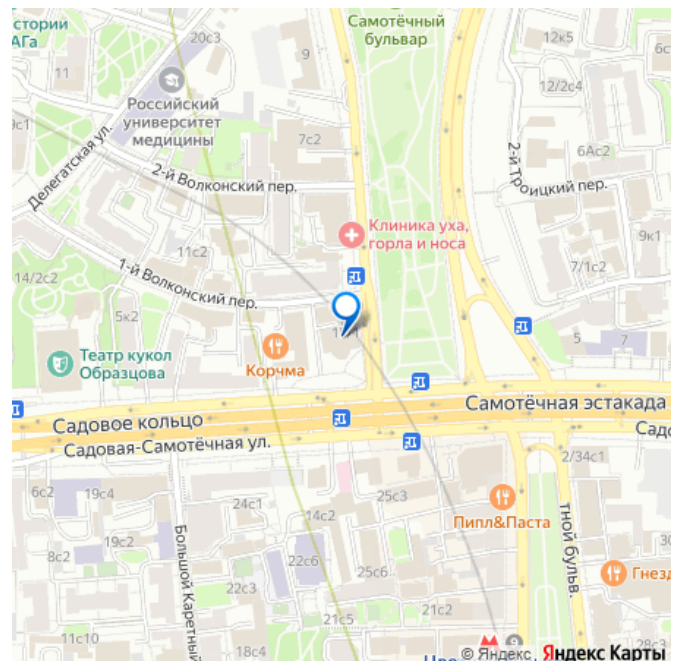 стории
АГа
20с3
Самотёчный
бульвар
12к5
11
9
12/2с4
Российский
университет
медицины
7с2
6Ас2
Делегатская ул.
2-й Волконский пер.
2-й Троицкий пер.
Клиника уха,
горла и носа
9к1
11с2
7/1с2
14/2с2
1-й Волконский пер.
5к2
5
7
Театр кукол
Образцова
Корчма
Самотёчная эстакада
Садовое кольцо
Садовая-Самотёчная ул.
2/34с1
6с2
19с4
24с1
25с3
Пипл&Паста
14с2
19с2
8с2
Большой Каретный
22с6
25с6
тной бульв.
Гнезд
22с3
21с2
21с5
11с10
18с4
© Яндекс
Яндекс Карты